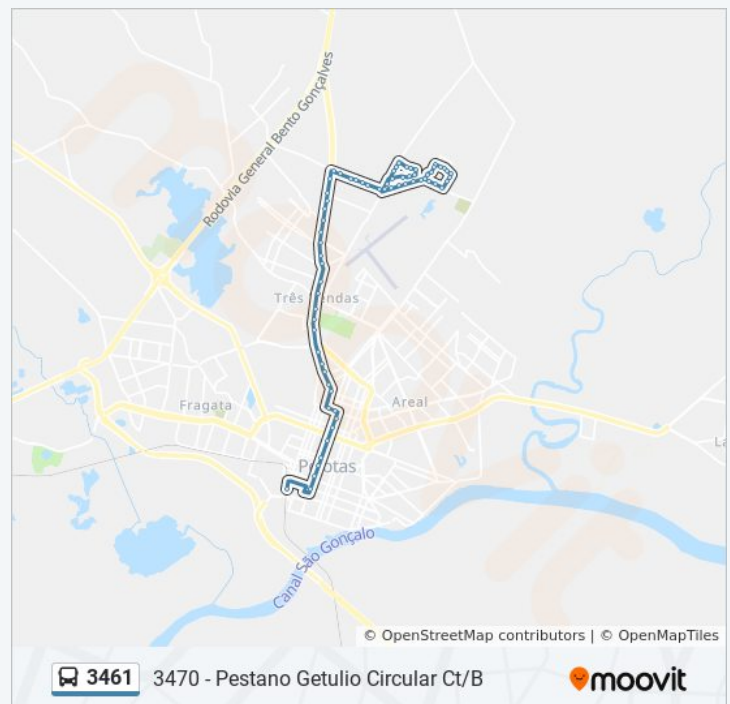 Rodovia General Bento Gonçalves
Três Vendas
Areal
Fragata
Pelotas
La
Canal São Gonçalo
© OpenStreetMap contributors | © OpenMapTiles
3461 3470 - Pestano Getulio Circular Ct/B moovit